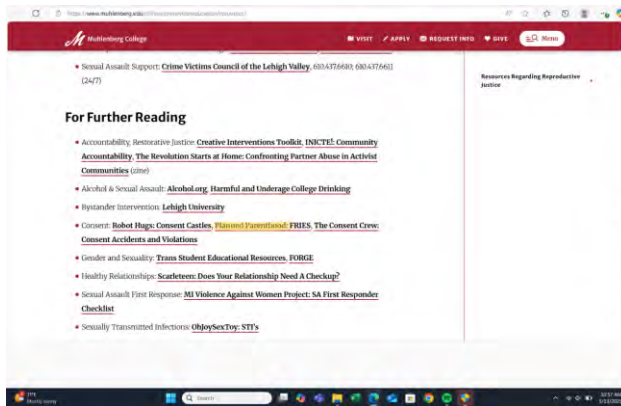 https://www.muhlenberg.edu
Muhlenberg College
VISIT APPLY REQUEST INFO GIVE Menu
• Sexual Assault Support: Crime Victims Council of the Lehigh Valley, 610.437.6610; 610.437.6611
(24/7)
Resources Regarding Reproductive
Justice
For Further Reading
• Accountability, Restorative Justice: Creative Interventions Toolkit, INCITE!: Community
Accountability, The Revolution Starts at Home: Confronting Partner Abuse in Activist
Communities (zine)
• Alcohol & Sexual Assault: Alcohol.org, Harmful and Underage College Drinking
• Bystander Intervention: Lehigh University
• Consent: Robot Hugs: Consent Castles, Planned Parenthood: FRIES, The Consent Crew:
Consent Accidents and Violations
• Gender and Sexuality: Trans Student Educational Resources, FORGE
• Healthy Relationships: Scarleteen: Does Your Relationship Need A Checkup?
• Sexual Assault First Response: MI Violence Against Women Project: SA First Responder
Checklist
• Sexually Transmitted Infections: OhJoySexToy: STI's
Search